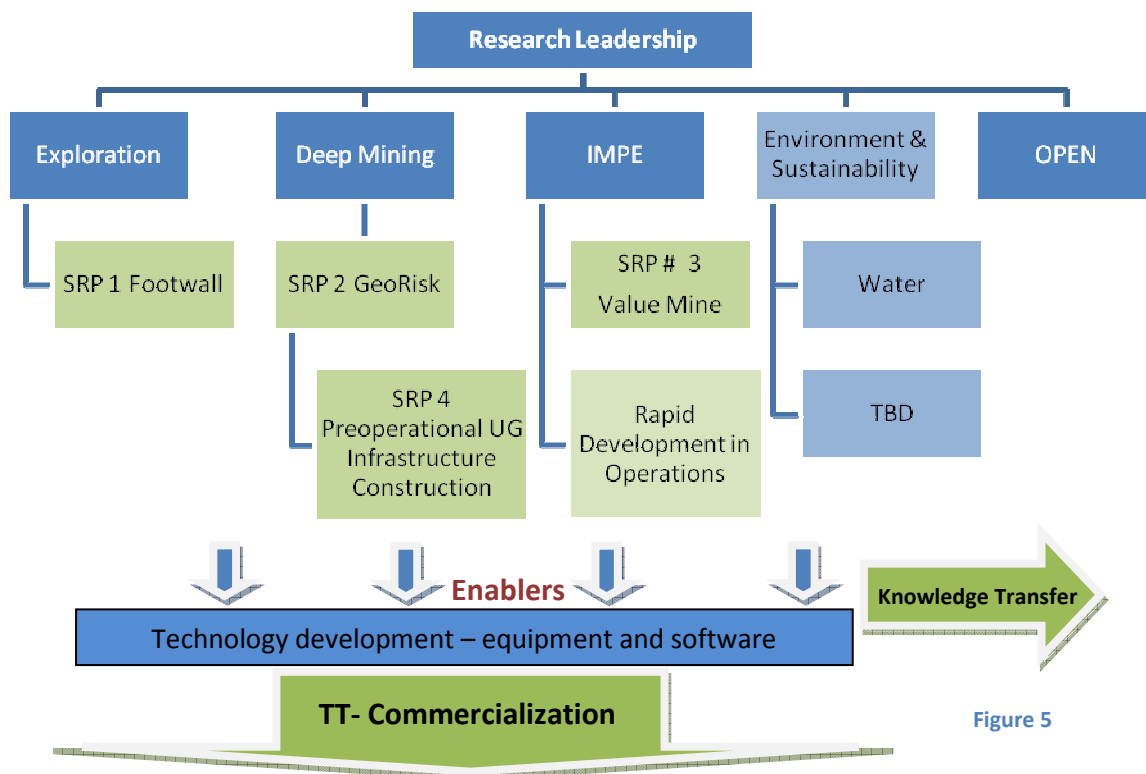 Research Leadership
Exploration
Deep Mining
IMPE
Environment &
Sustainability
OPEN
SRP 1 Footwall
SRP 2 GeoRisk
SRP # 3
Value Mine
Water
SRP 4
Preoperational UG
Infrastructure
Construction
Rapid
Development in
Operations
TBD
Enablers
Knowledge Transfer
Technology development – equipment and software
TT- Commercialization
Figure 5